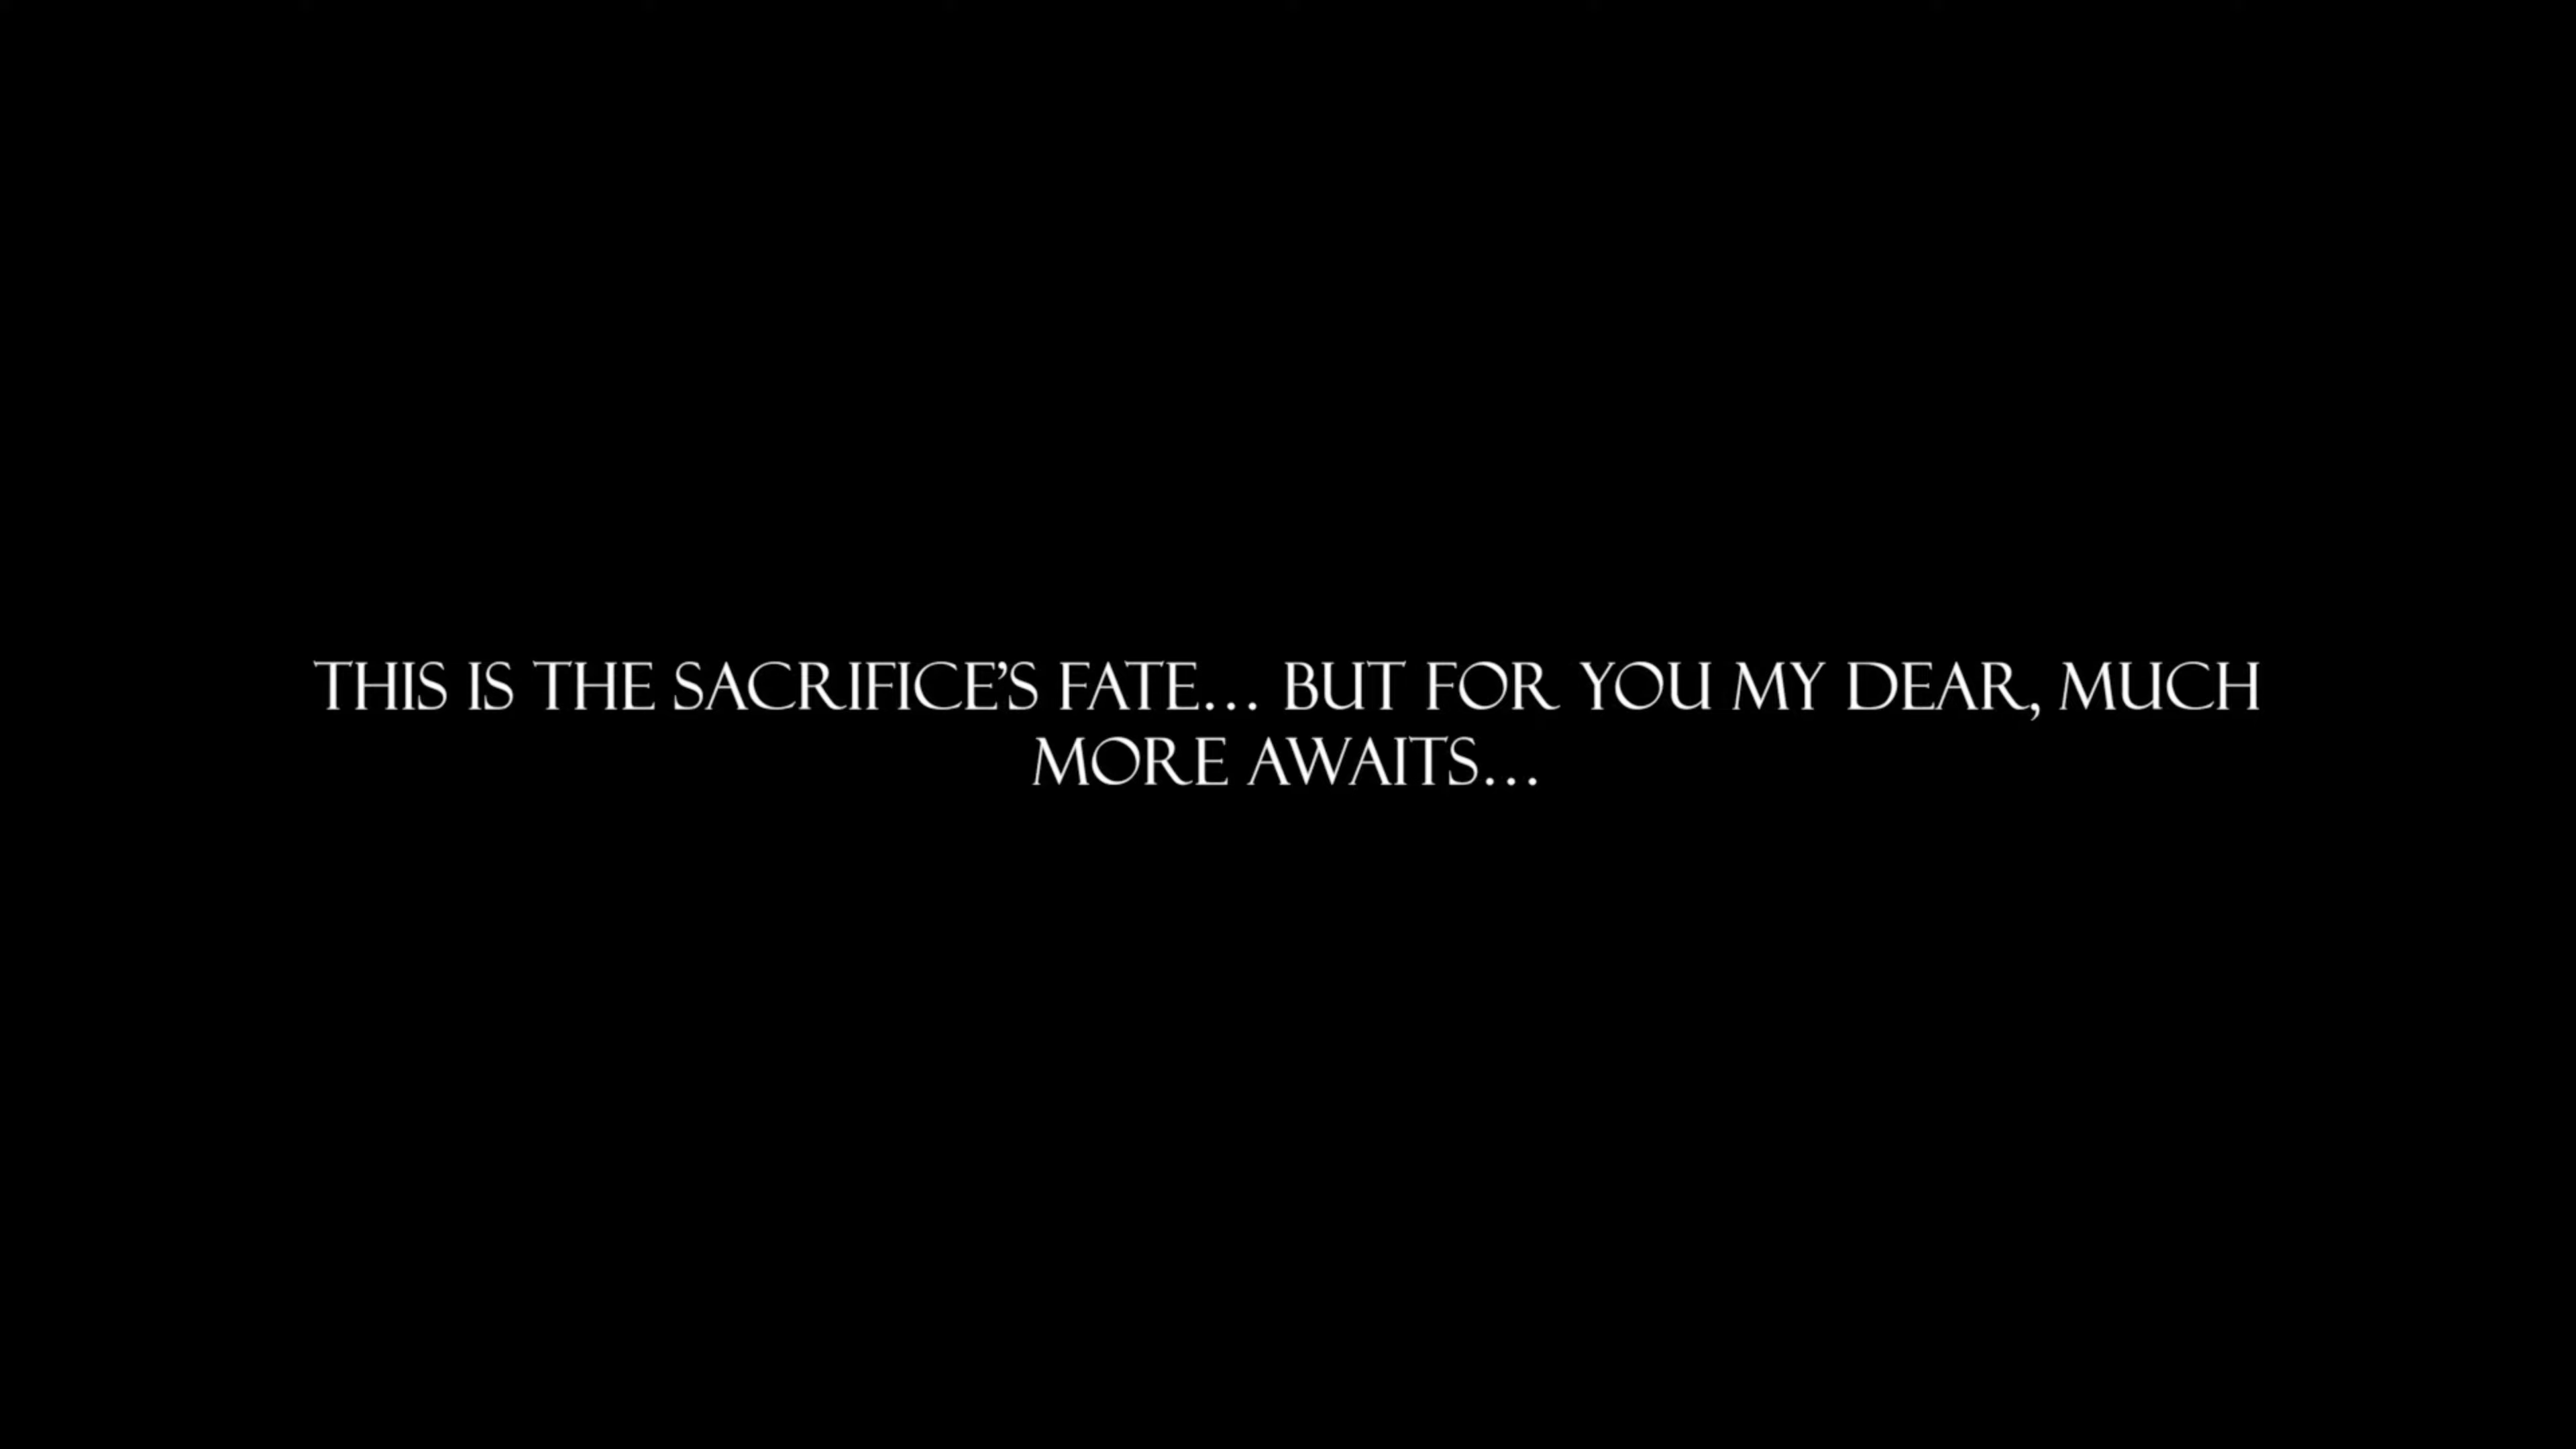 THIS IS THE SACRIFICE’S FATE... BUT FOR YOU MY DEAR, MUCH
MORE AWAITS...